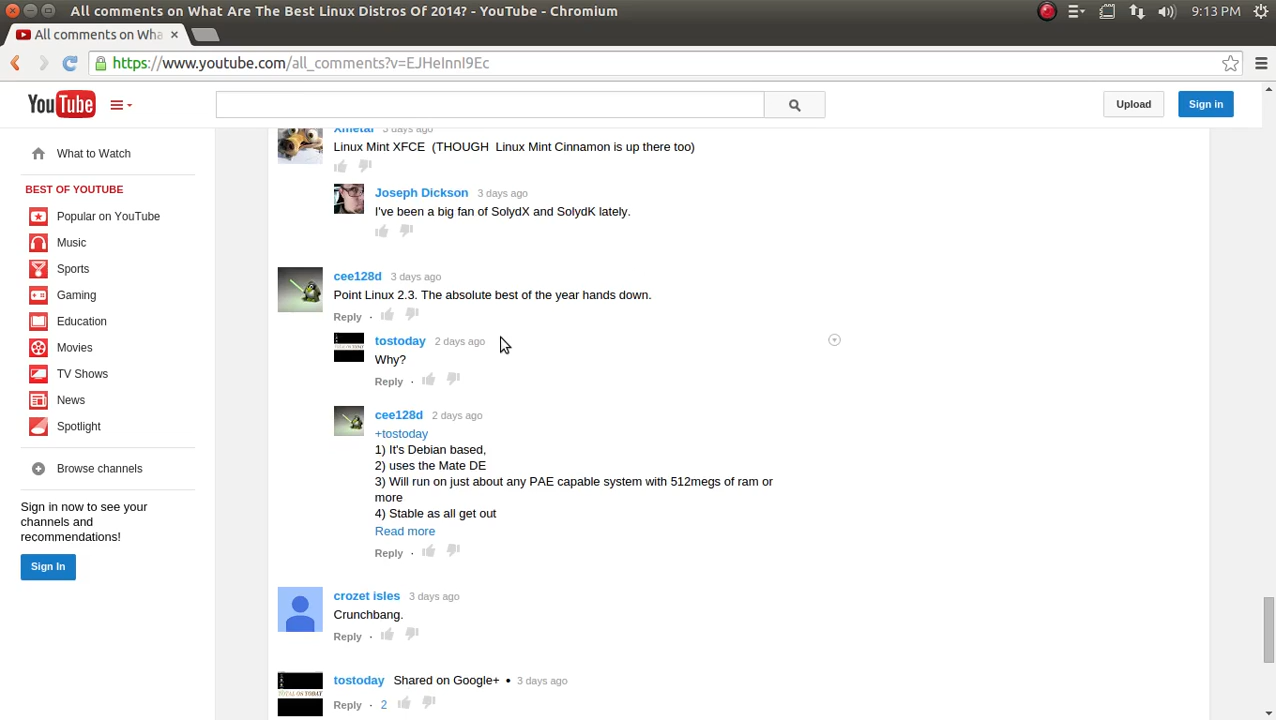 All comments on What Are The Best Linux Distros Of 2014? - YouTube - Chromium
9:13 PM
All comments on Wha
https://www.youtube.com/all_comments?v=EJHeInnI9Ec
YouTube
Upload
Sign in
What to Watch
BEST OF YOUTUBE
Popular on YouTube
Music
Sports
Gaming
Education
Movies
TV Shows
News
Spotlight
Browse channels
Sign in now to see your
channels and
recommendations!
Sign In
Xmetal 3 days ago
Linux Mint XFCE (THOUGH Linux Mint Cinnamon is up there too)
Joseph Dickson 3 days ago
I've been a big fan of SolydX and SolydK lately.
cee128d 3 days ago
Point Linux 2.3. The absolute best of the year hands down.
Reply ·
tostoday 2 days ago
Why?
Reply ·
cee128d 2 days ago
+tostoday
1) It's Debian based,
2) uses the Mate DE
3) Will run on just about any PAE capable system with 512megs of ram or
more
4) Stable as all get out
Read more
Reply ·
crozet isles 3 days ago
Crunchbang.
Reply ·
tostoday Shared on Google+ • 3 days ago
Reply · 2